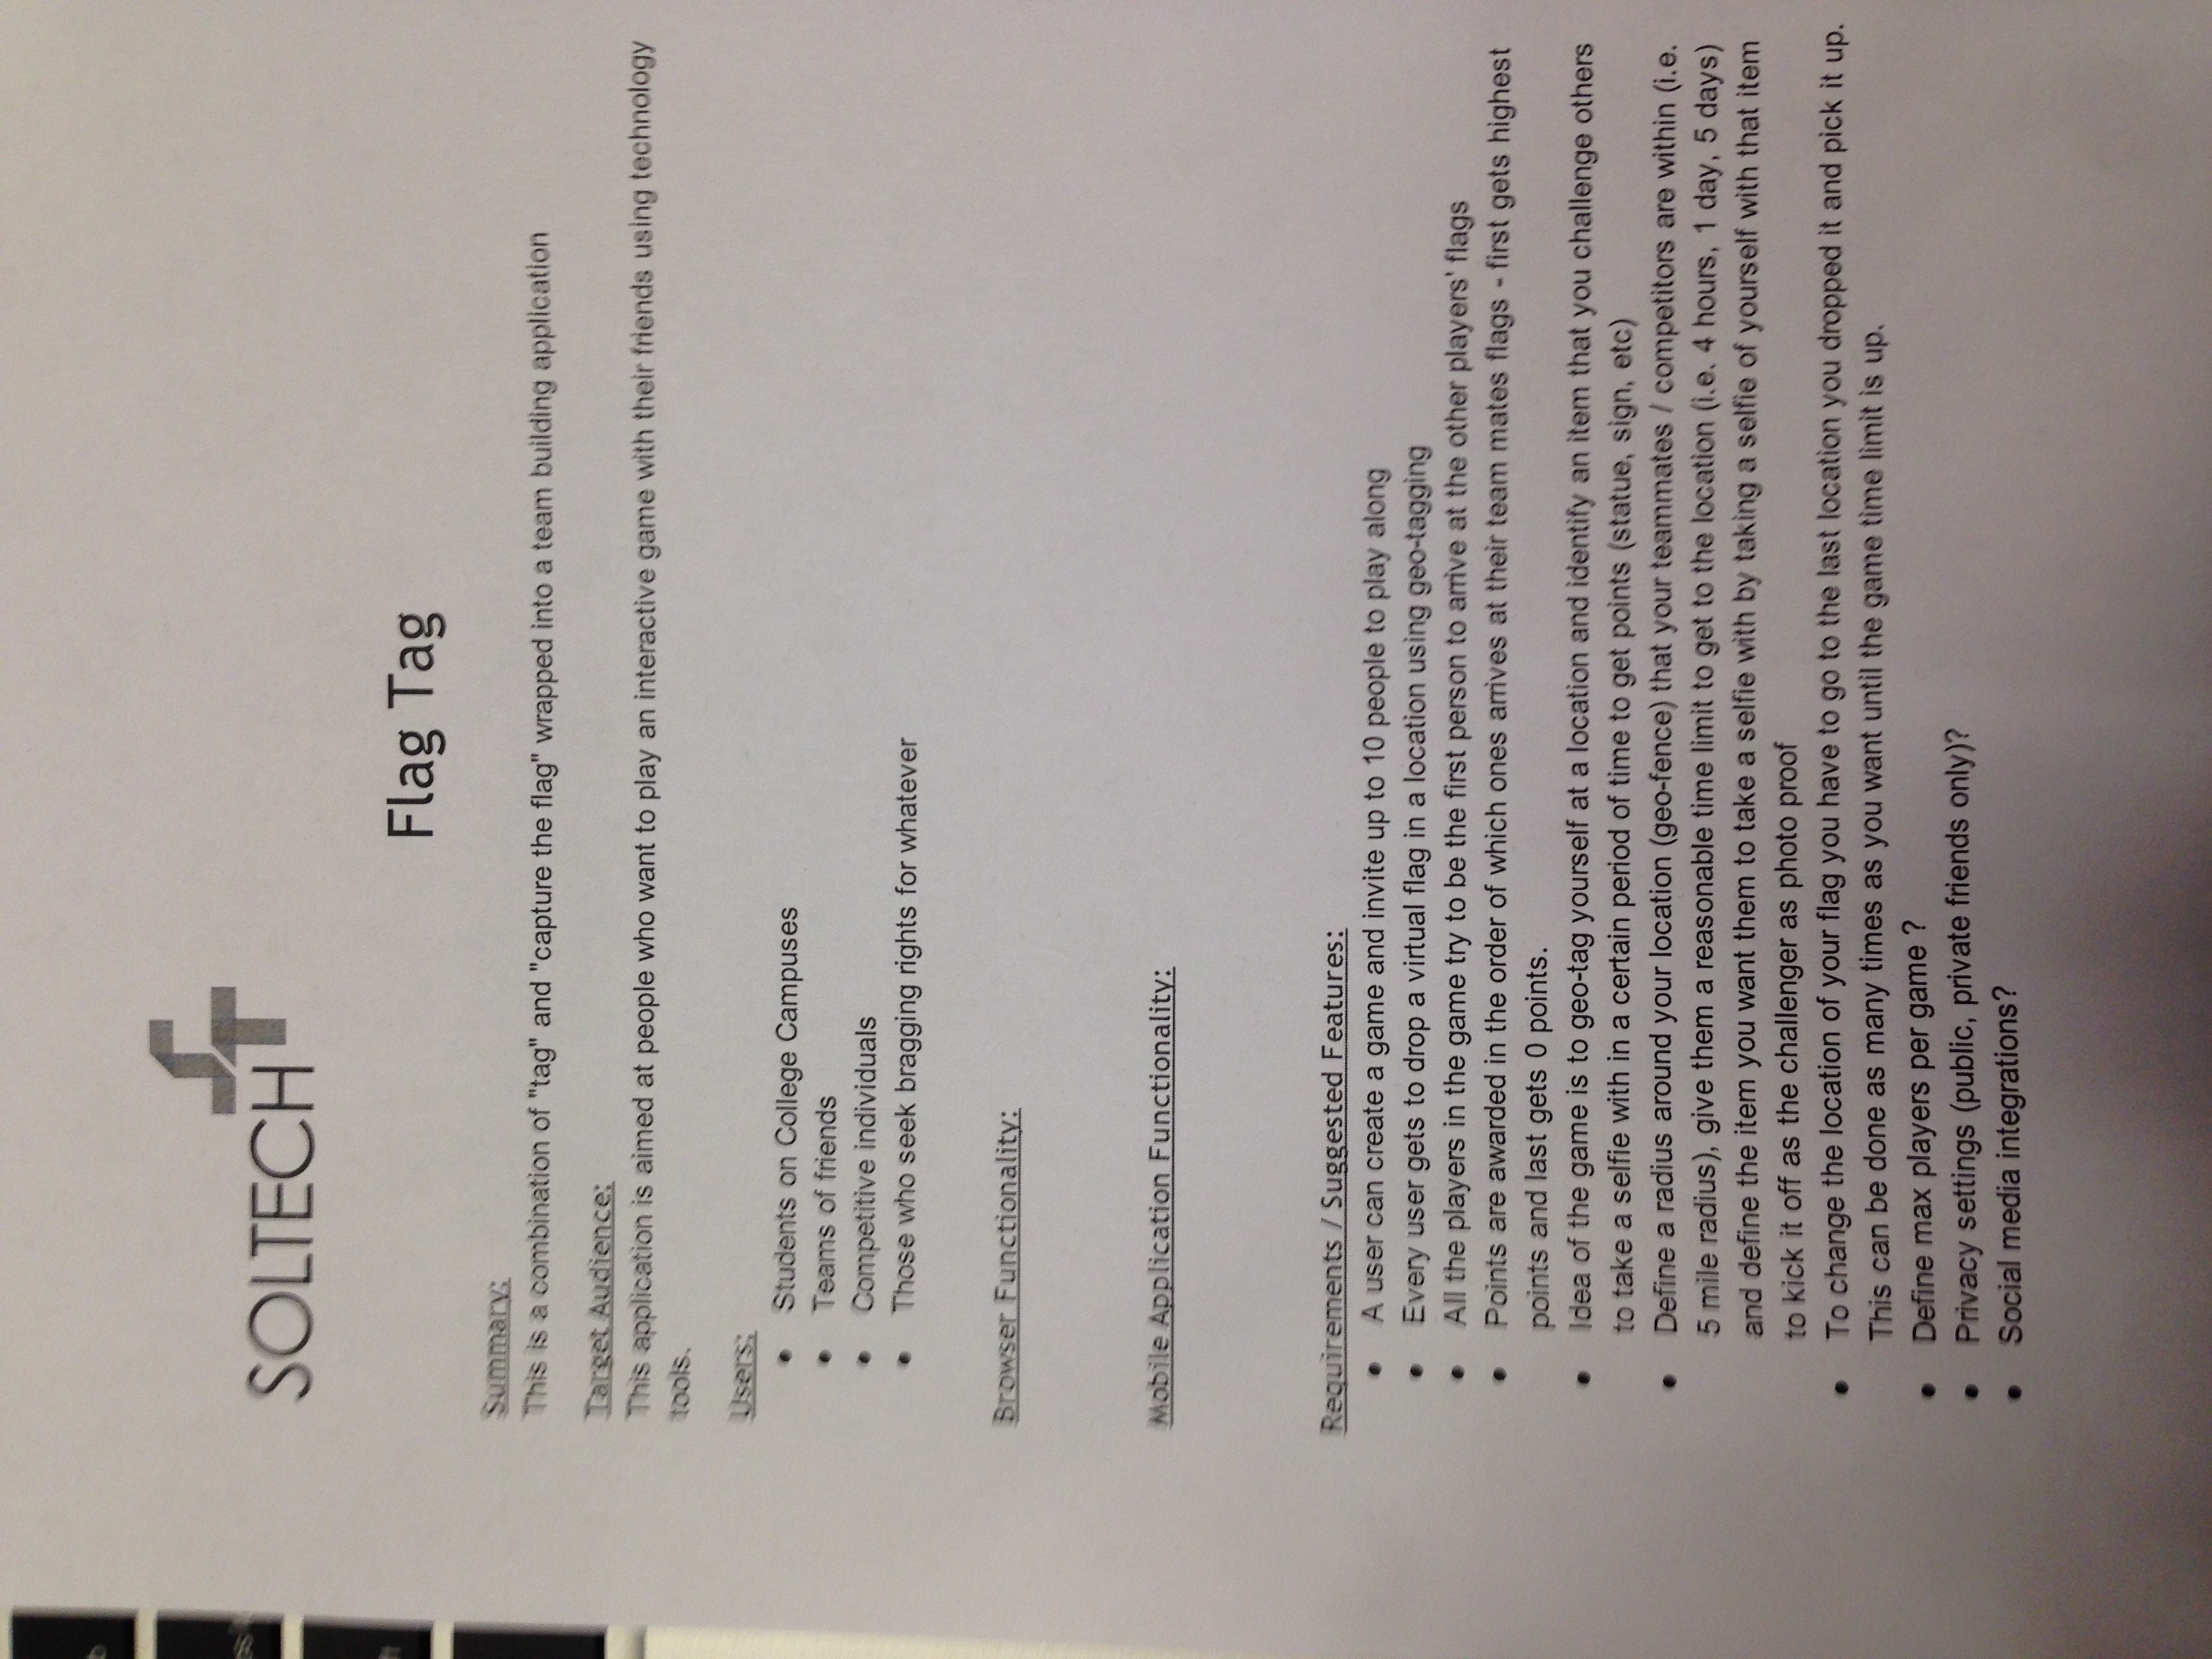 SOLTECH
Flag Tag
Summary:
This is a combination of "tag" and "capture the flag" wrapped into a team building application
Target Audience:
This application is aimed at people who want to play an interactive game with their friends using technology
tools.
Users:
• Students on College Campuses
• Teams of friends
• Competitive individuals
• Those who seek bragging rights for whatever
Browser Functionality:
Mobile Application Functionality:
Requirements / Suggested Features:
• A user can create a game and invite up to 10 people to play along
• Every user gets to drop a virtual flag in a location using geo-tagging
• All the players in the game try to be the first person to arrive at the other players' flags
• Points are awarded in the order of which ones arrives at their team mates flags - first gets highest
points and last gets 0 points.
• Idea of the game is to geo-tag yourself at a location and identify an item that you challenge others
to take a selfie with in a certain period of time to get points (statue, sign, etc)
• Define a radius around your location (geo-fence) that your teammates / competitors are within (i.e.
5 mile radius), give them a reasonable time limit to get to the location (i.e. 4 hours, 1 day, 5 days)
and define the item you want them to take a selfie with by taking a selfie of yourself with that item
to kick it off as the challenger as photo proof
• To change the location of your flag you have to go to the last location you dropped it and pick it up.
This can be done as many times as you want until the game time limit is up.
• Define max players per game ?
• Privacy settings (public, private friends only)?
• Social media integrations?